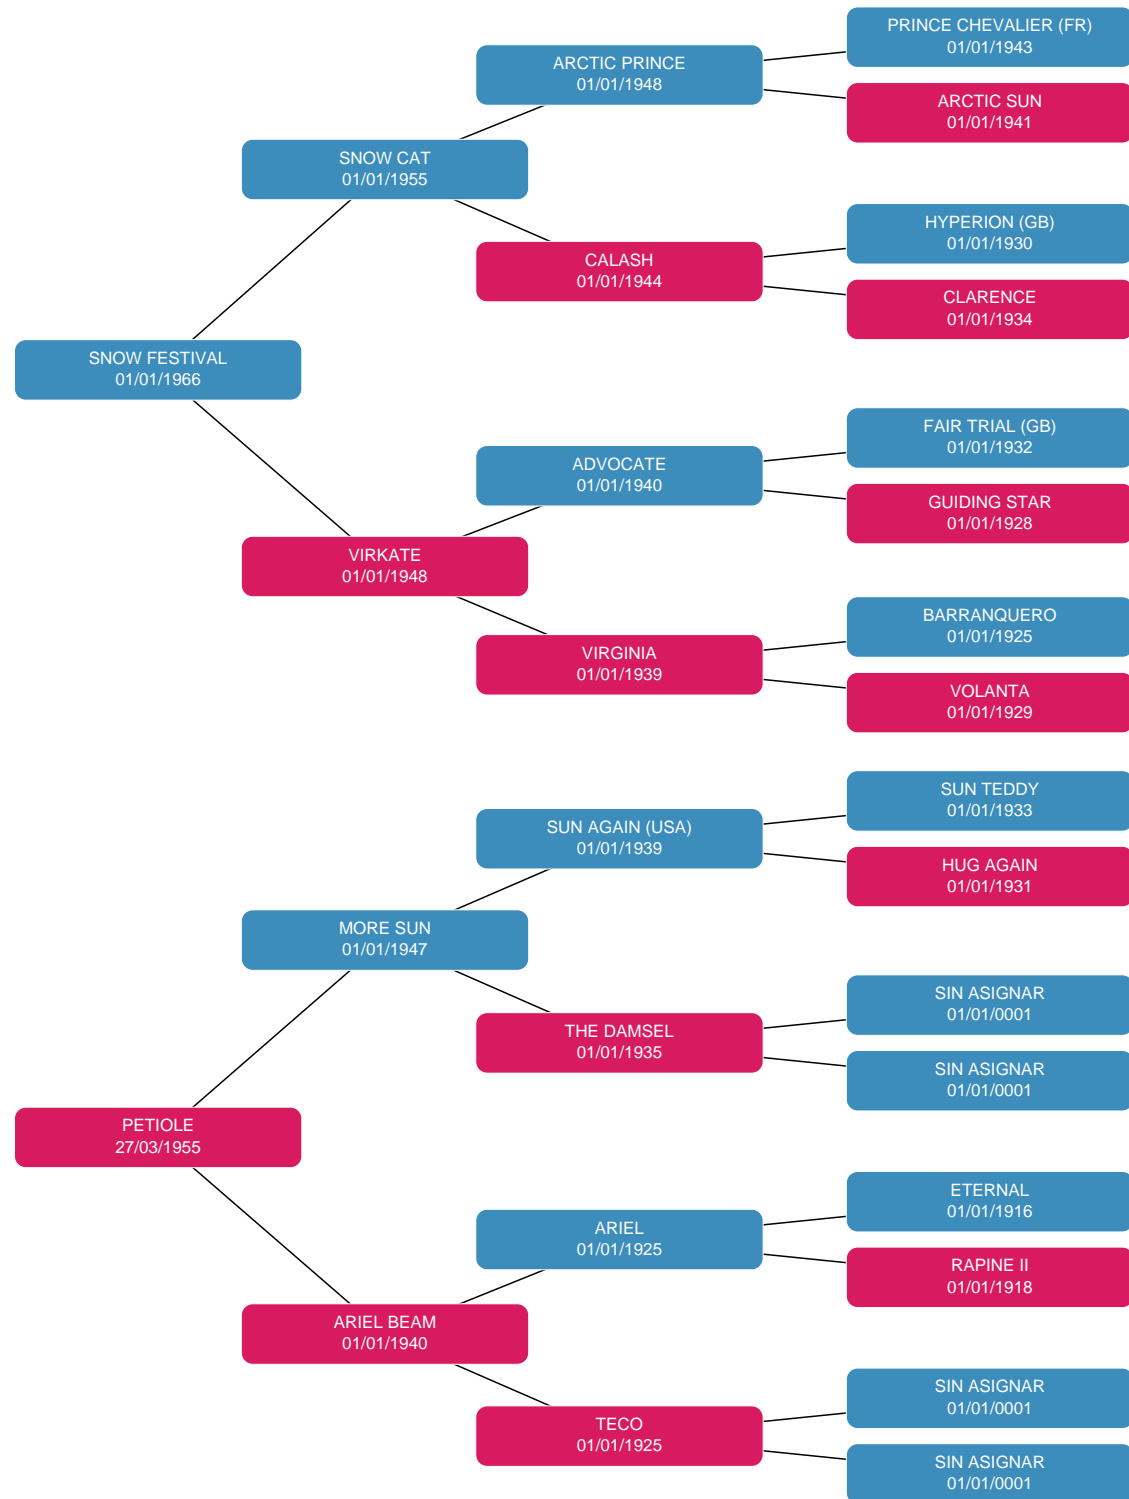 PRINCE CHEVALIER (FR)
01/01/1943
ARCTIC PRINCE
01/01/1948
ARCTIC SUN
01/01/1941
SNOW CAT
01/01/1955
HYPERION (GB)
01/01/1930
CALASH
01/01/1944
CLARENCE
01/01/1934
SNOW FESTIVAL
01/01/1966
FAIR TRIAL (GB)
01/01/1932
ADVOCATE
01/01/1940
GUIDING STAR
01/01/1928
VIRKATE
01/01/1948
BARRANQUERO
01/01/1925
VIRGINIA
01/01/1939
VOLANTA
01/01/1929
SUN TEDDY
01/01/1933
SUN AGAIN (USA)
01/01/1939
HUG AGAIN
01/01/1931
MORE SUN
01/01/1947
SIN ASIGNAR
01/01/0001
THE DAMSEL
01/01/1935
SIN ASIGNAR
01/01/0001
PETIOLE
27/03/1955
ETERNAL
01/01/1916
ARIEL
01/01/1925
RAPINE II
01/01/1918
ARIEL BEAM
01/01/1940
SIN ASIGNAR
01/01/0001
TECO
01/01/1925
SIN ASIGNAR
01/01/0001